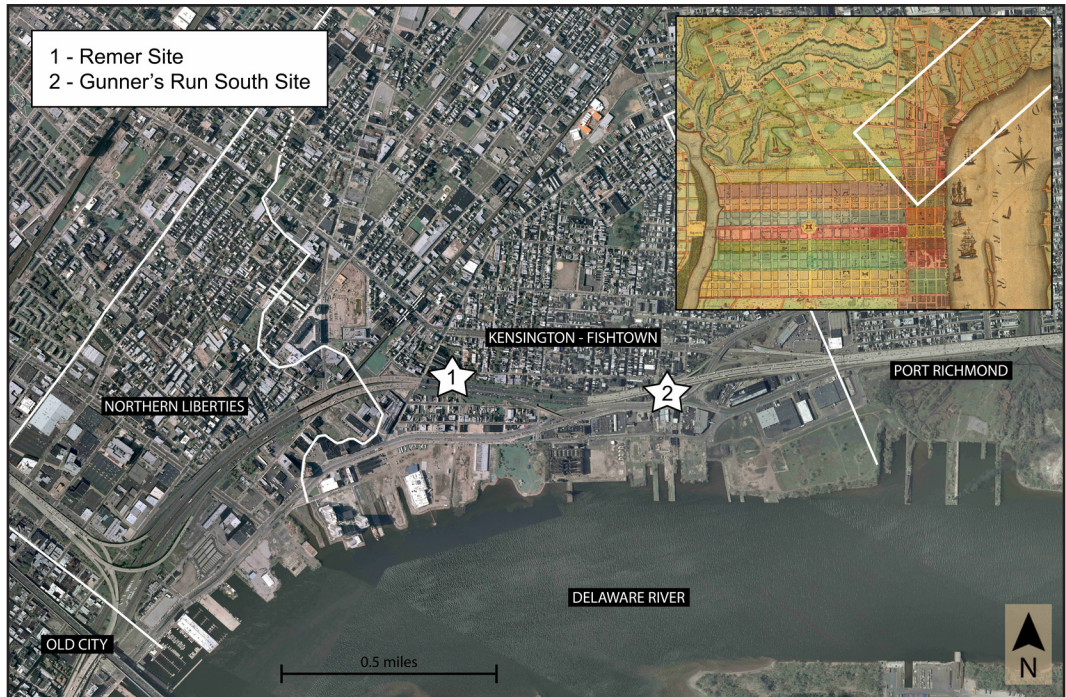 1 - Remer Site
2 - Gunner's Run South Site
KENSINGTON - FISHTOWN
1
2
PORT RICHMOND
NORTHERN LIBERTIES
DELAWARE RIVER
OLD CITY
0.5 miles
N